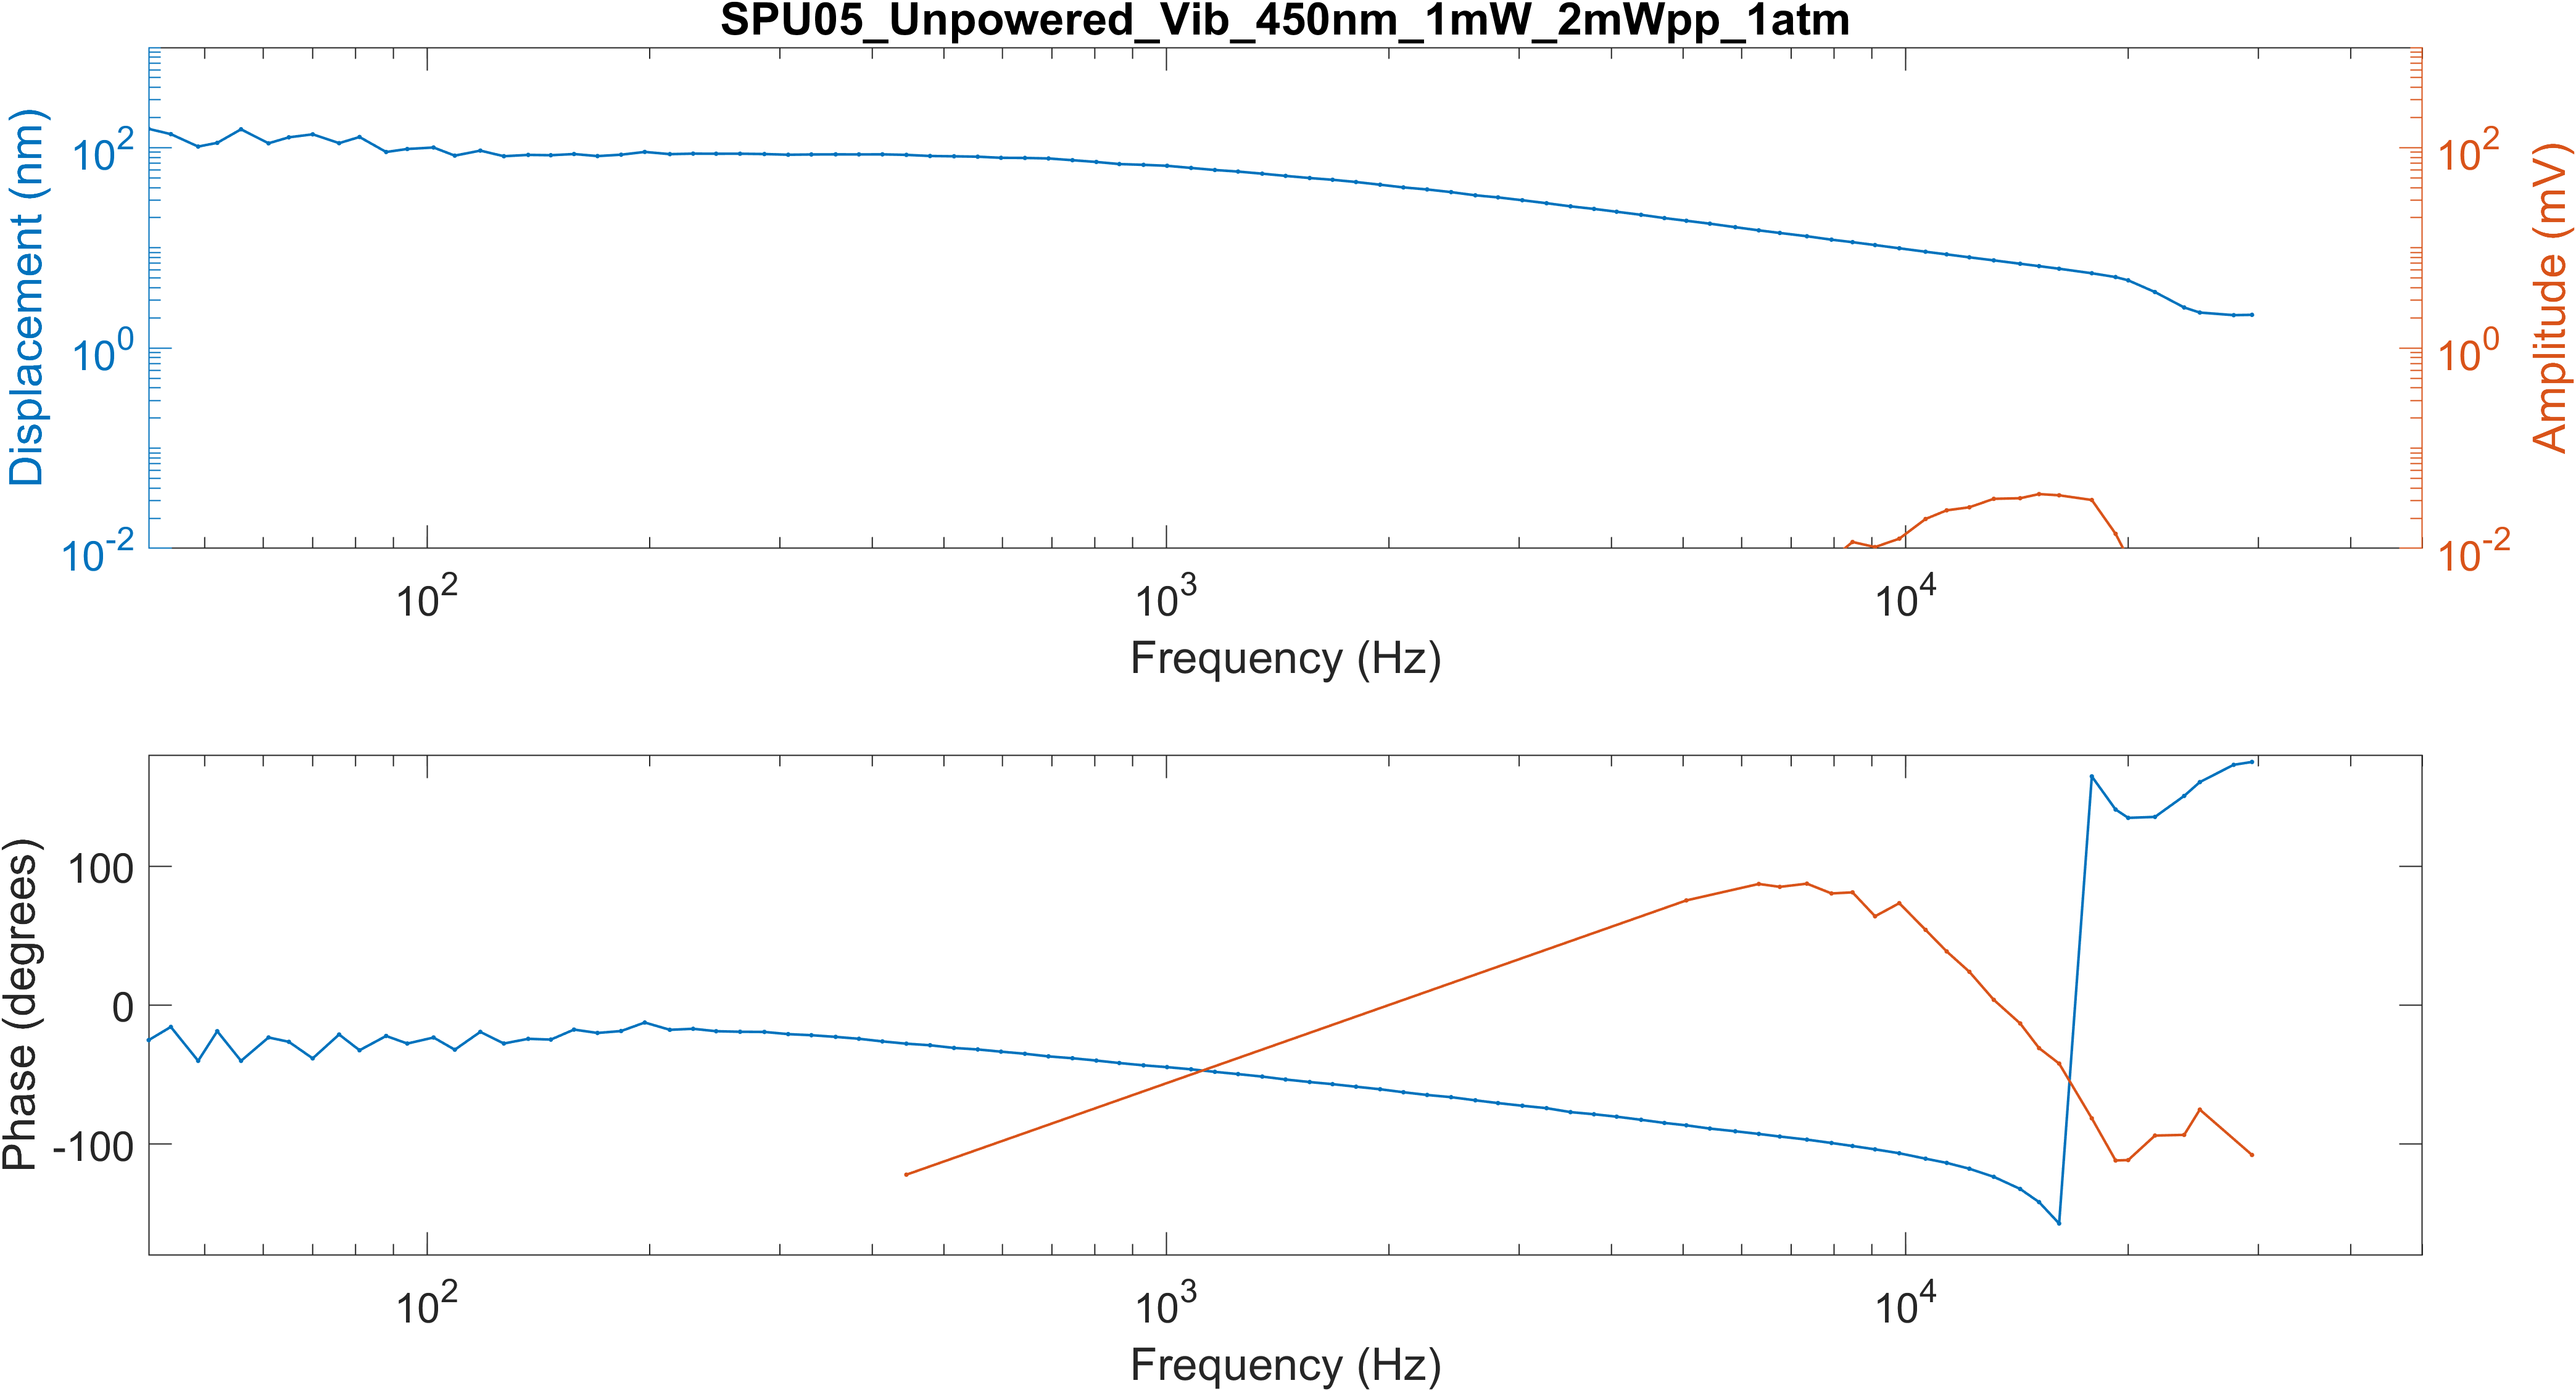 SPU05_Unpowered_Vib_450nm_1mW_2mWpp_1atm
Displacement (nm)
10^2
10^0
10^-2
Amplitude (mV)
10^2
10^0
10^-2
10^2 10^3 10^4
Frequency (Hz)
Phase (degrees)
100
0
-100
10^2 10^3 10^4
Frequency (Hz)